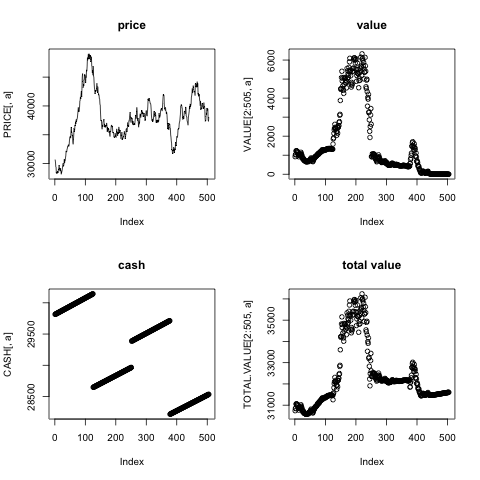 price
PRICE[, a]
30000
40000
0
100
200
300
400
500
Index
value
VALUE[2:505, a]
0
2000
4000
6000
0
100
200
300
400
500
Index
cash
CASH[, a]
28500
29500
0
100
200
300
400
500
Index
total value
TOTAL.VALUE[2:505, a]
31000
33000
35000
0
100
200
300
400
500
Index